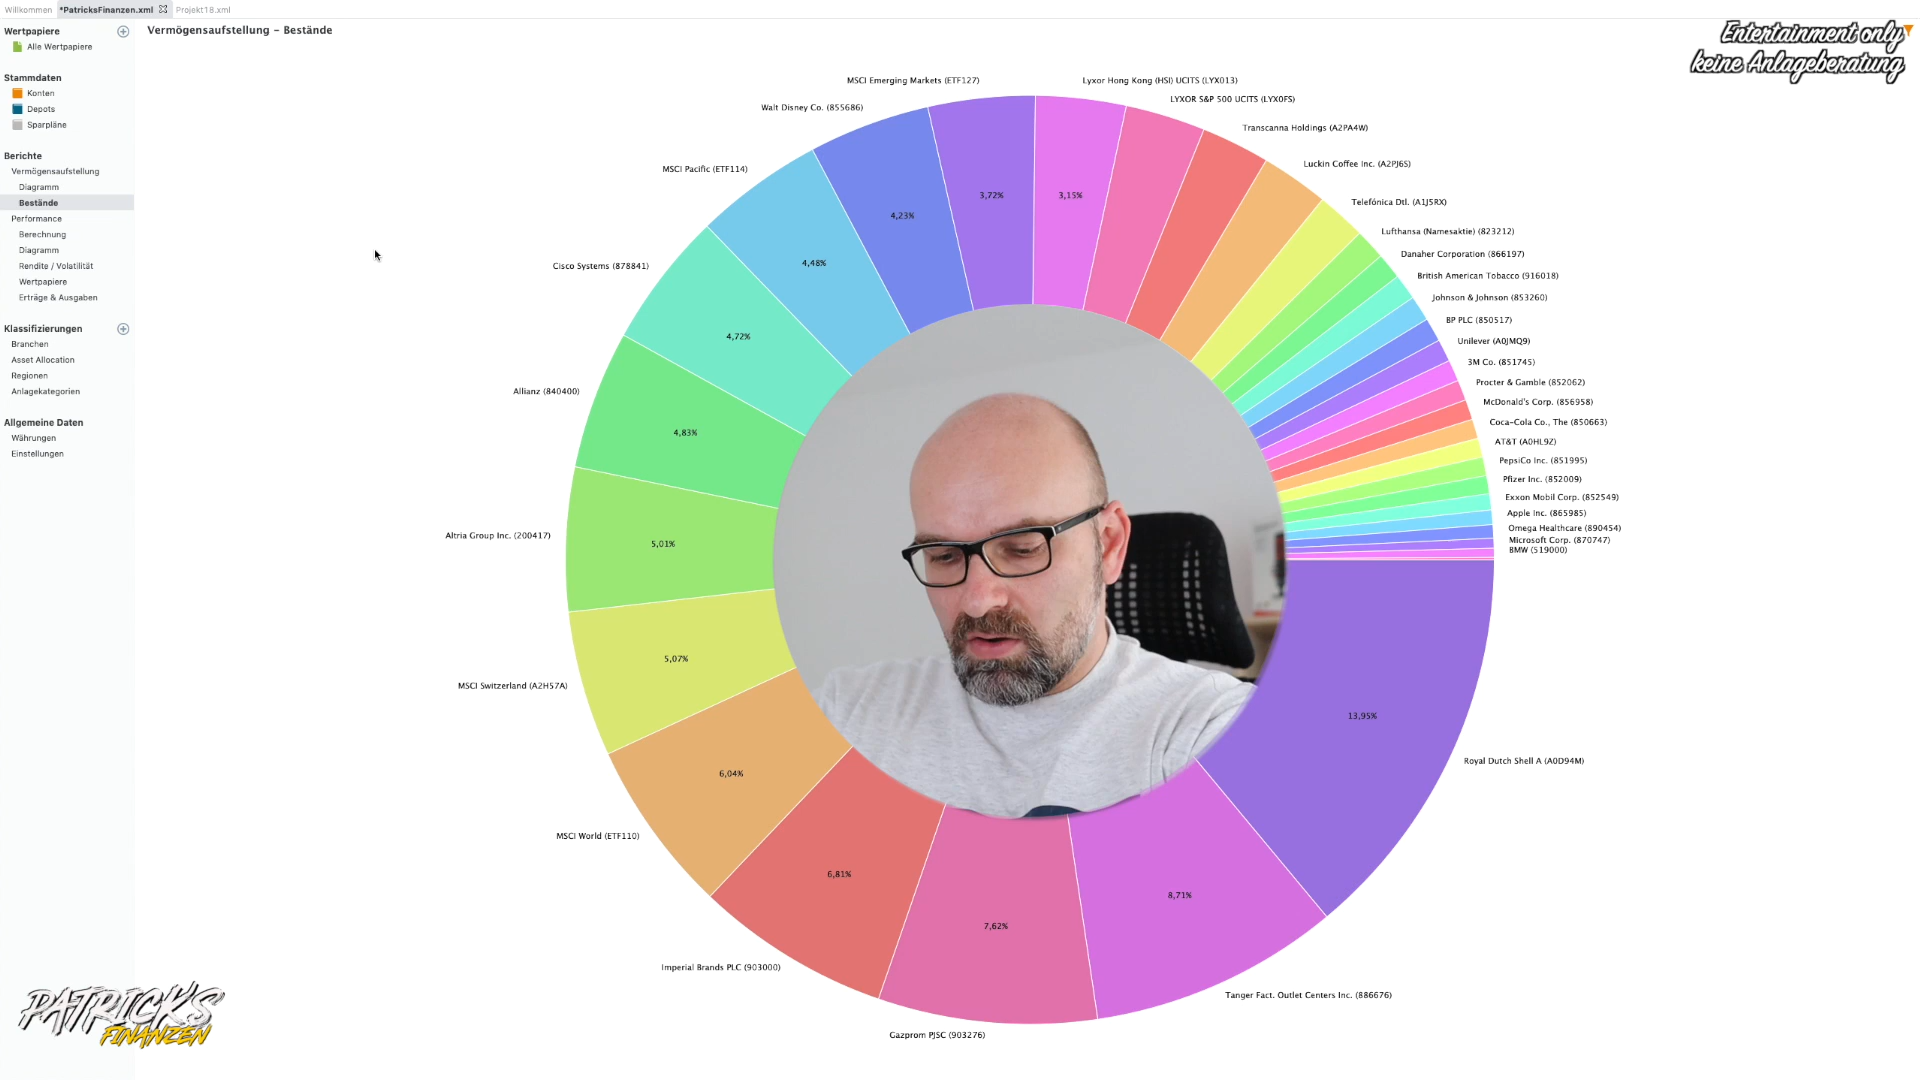 Willkommen
*PatricksFinanzen.xml
Projekt18.xml
Wertpapiere
Alle Wertpapiere
Stammdaten
Konten
Depots
Sparpläne
Berichte
Vermögensaufstellung
Diagramm
Bestände
Performance
Berechnung
Diagramm
Rendite / Volatilität
Wertpapiere
Erträge & Ausgaben
Klassifizierungen
Branchen
Asset Allocation
Regionen
Anlagekategorien
Allgemeine Daten
Währungen
Einstellungen
PATRICKS
FINANZEN
Vermögensaufstellung – Bestände
Entertainment only
keine Anlageberatung
MSCI Emerging Markets (ETF127)
Lyxor Hong Kong (HSI) UCITS (LYX013)
LYXOR S&P 500 UCITS (LYX0FS)
Walt Disney Co. (855686)
Transcanna Holdings (A2PA4W)
MSCI Pacific (ETF114)
Luckin Coffee Inc. (A2PJ6S)
3,72%
3,15%
Telefónica Dtl. (A1J5RX)
4,23%
Lufthansa (Namesaktie) (823212)
Danaher Corporation (866197)
4,48%
Cisco Systems (878841)
British American Tobacco (916018)
Johnson & Johnson (853260)
BP PLC (850517)
4,72%
Unilever (A0JMQ9)
3M Co. (851745)
Procter & Gamble (852062)
Allianz (840400)
McDonald's Corp. (856958)
Coca-Cola Co., The (850663)
4,83%
AT&T (A0HL9Z)
PepsiCo Inc. (851995)
Pfizer Inc. (852009)
Exxon Mobil Corp. (852549)
Apple Inc. (865985)
Omega Healthcare (890454)
Altria Group Inc. (200417)
Microsoft Corp. (870747)
5,01%
BMW (519000)
5,07%
MSCI Switzerland (A2H57A)
13,95%
Royal Dutch Shell A (A0D94M)
6,04%
MSCI World (ETF110)
6,81%
8,71%
7,62%
Imperial Brands PLC (903000)
Tanger Fact. Outlet Centers Inc. (886676)
Gazprom PJSC (903276)